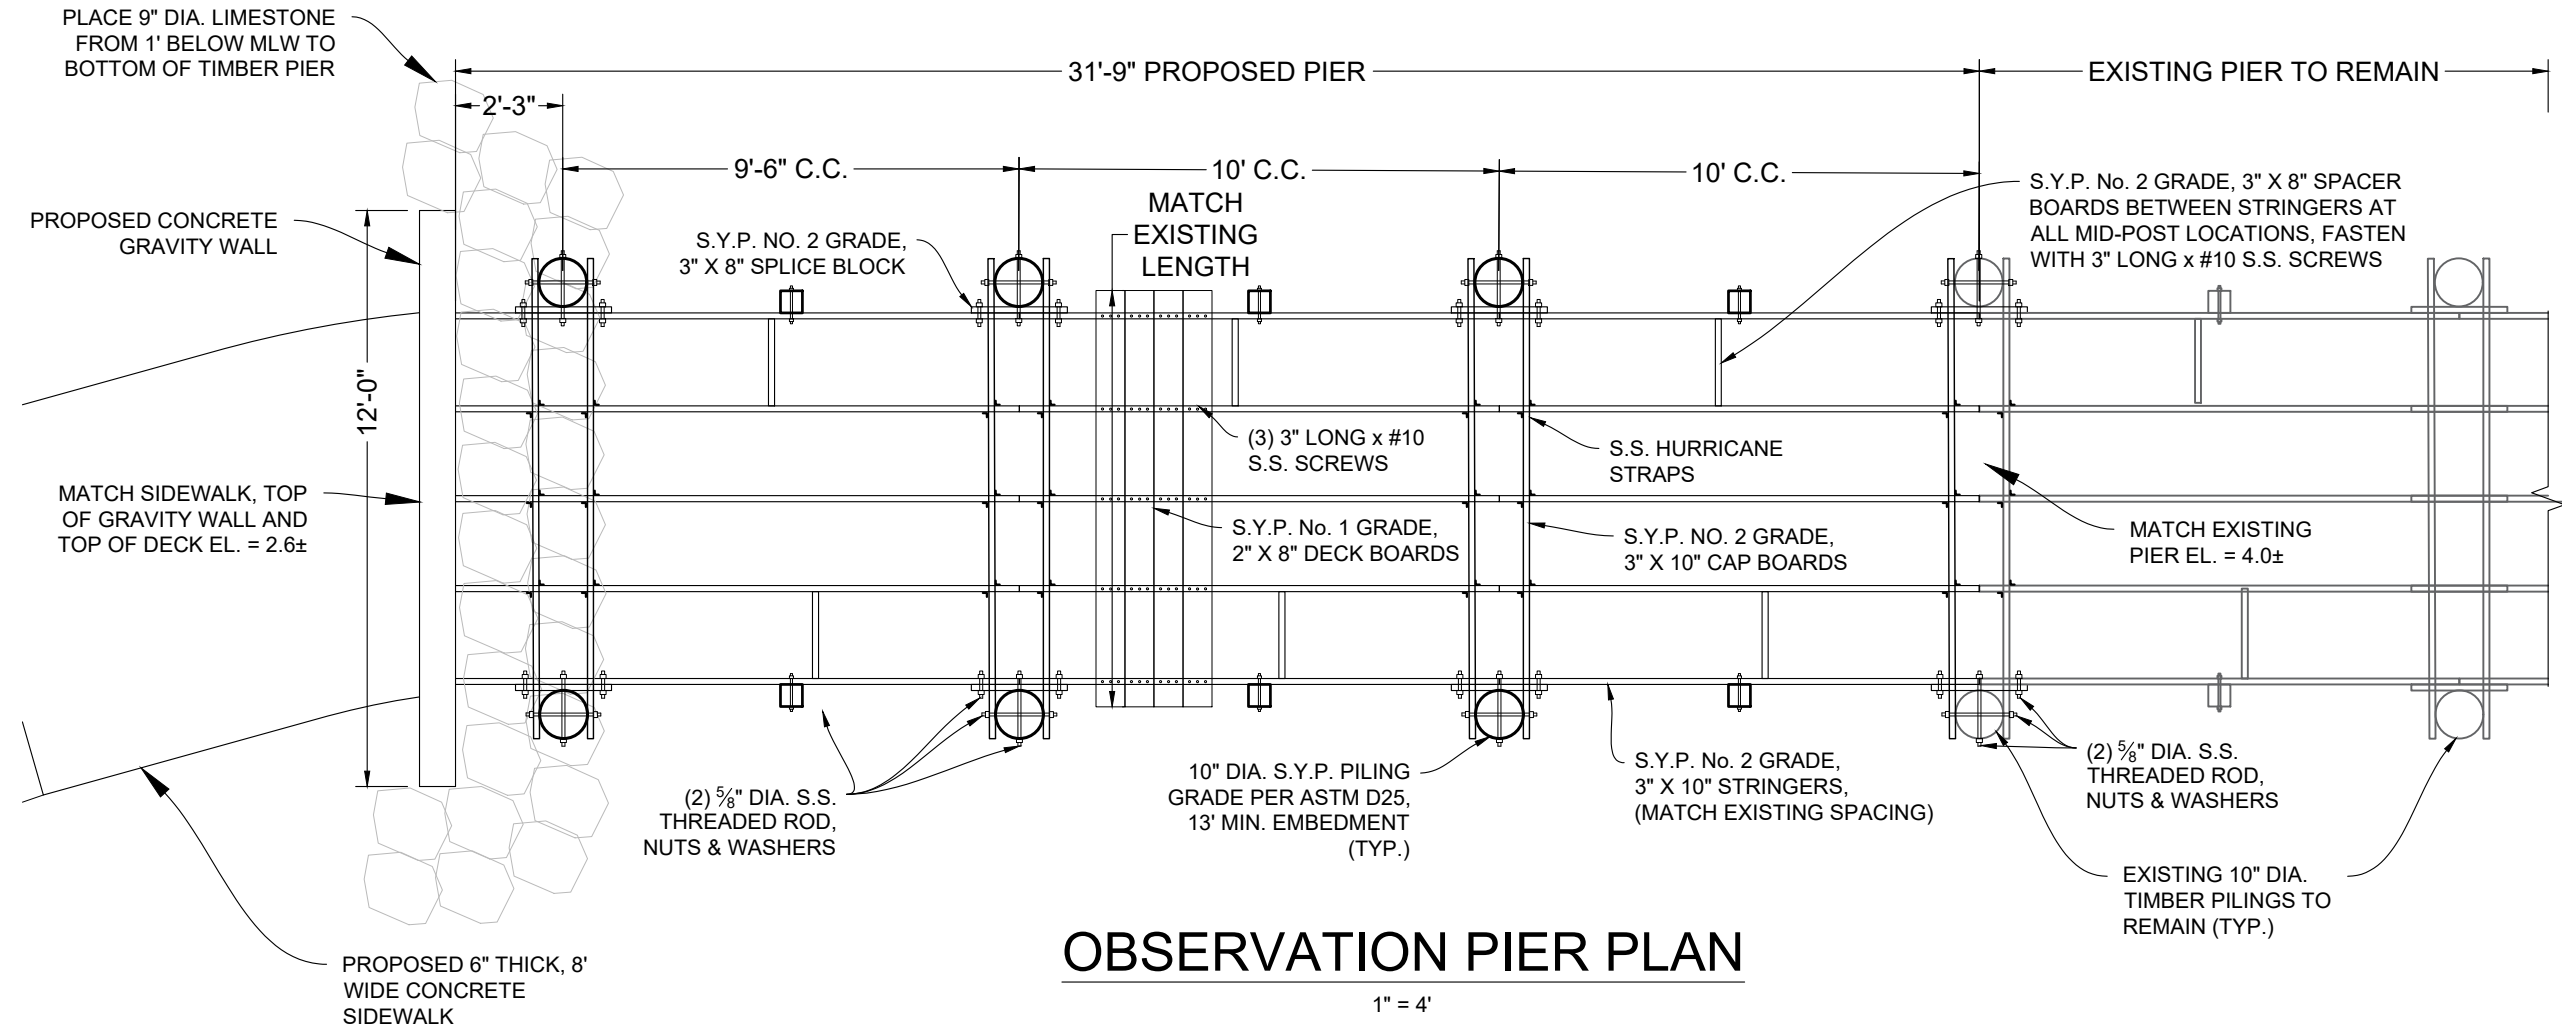 PLACE 9" DIA. LIMESTONE
FROM 1' BELOW MLW TO
BOTTOM OF TIMBER PIER
31'-9" PROPOSED PIER
EXISTING PIER TO REMAIN
2'-3"
9'-6" C.C.
10' C.C.
10' C.C.
MATCH
EXISTING
LENGTH
S.Y.P. No. 2 GRADE, 3" X 8" SPACER
BOARDS BETWEEN STRINGERS AT
ALL MID-POST LOCATIONS, FASTEN
WITH 3" LONG x #10 S.S. SCREWS
PROPOSED CONCRETE
GRAVITY WALL
S.Y.P. NO. 2 GRADE,
3" X 8" SPLICE BLOCK
12'-0"
(3) 3" LONG x #10
S.S. SCREWS
S.S. HURRICANE
STRAPS
MATCH SIDEWALK, TOP
OF GRAVITY WALL AND
TOP OF DECK EL. = 2.6±
S.Y.P. No. 1 GRADE,
2" X 8" DECK BOARDS
S.Y.P. NO. 2 GRADE,
3" X 10" CAP BOARDS
MATCH EXISTING
PIER EL. = 4.0±
(2) ⅝" DIA. S.S.
THREADED ROD,
NUTS & WASHERS
10" DIA. S.Y.P. PILING
GRADE PER ASTM D25,
13' MIN. EMBEDMENT
(TYP.)
S.Y.P. No. 2 GRADE,
3" X 10" STRINGERS,
(MATCH EXISTING SPACING)
(2) ⅝" DIA. S.S.
THREADED ROD,
NUTS & WASHERS
EXISTING 10" DIA.
TIMBER PILINGS TO
REMAIN (TYP.)
PROPOSED 6" THICK, 8'
WIDE CONCRETE
SIDEWALK
OBSERVATION PIER PLAN
1" = 4'